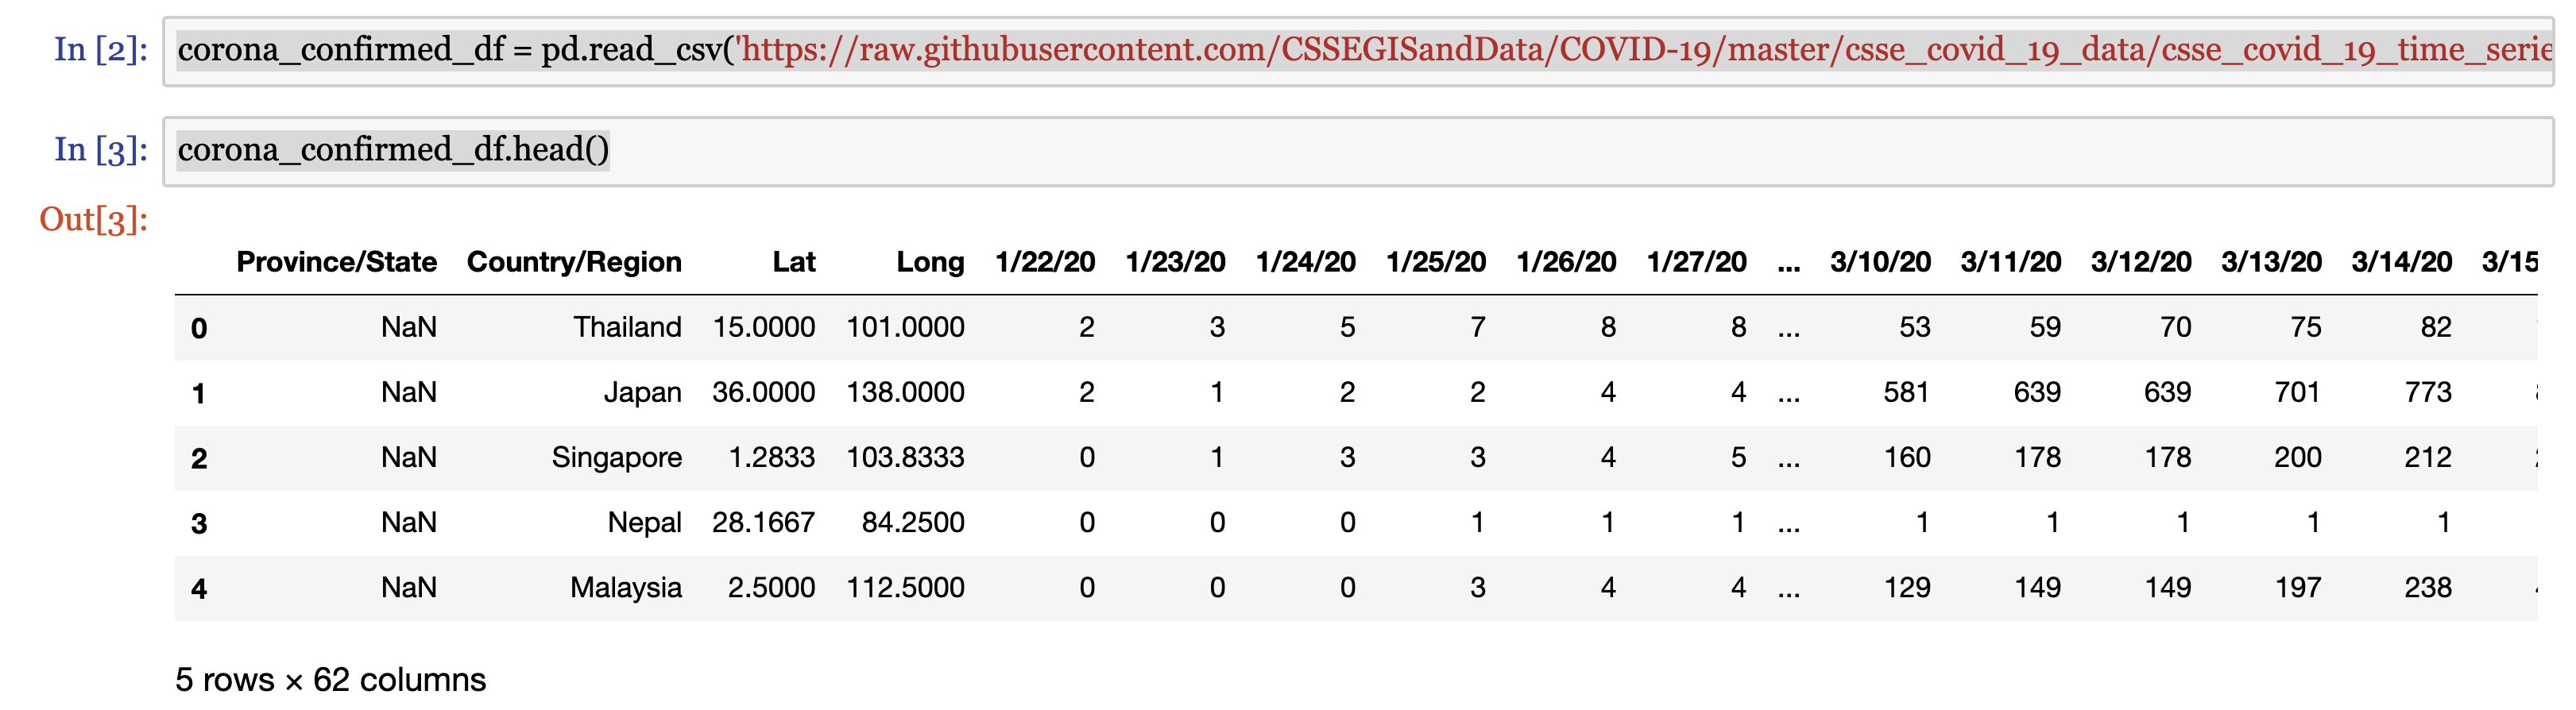 In [2]: corona_confirmed_df = pd.read_csv('https://raw.githubusercontent.com/CSSEGISandData/COVID-19/master/csse_covid_19_data/csse_covid_19_time_serie
In [3]: corona_confirmed_df.head()
Out[3]:
Province/State Country/Region Lat Long 1/22/20 1/23/20 1/24/20 1/25/20 1/26/20 1/27/20 ... 3/10/20 3/11/20 3/12/20 3/13/20 3/14/20 3/15
0 NaN Thailand 15.0000 101.0000 2 3 5 7 8 8 ... 53 59 70 75 82
1 NaN Japan 36.0000 138.0000 2 1 2 2 4 4 ... 581 639 639 701 773
2 NaN Singapore 1.2833 103.8333 0 1 3 3 4 5 ... 160 178 178 200 212
3 NaN Nepal 28.1667 84.2500 0 0 0 1 1 1 ... 1 1 1 1 1
4 NaN Malaysia 2.5000 112.5000 0 0 0 3 4 4 ... 129 149 149 197 238
5 rows × 62 columns